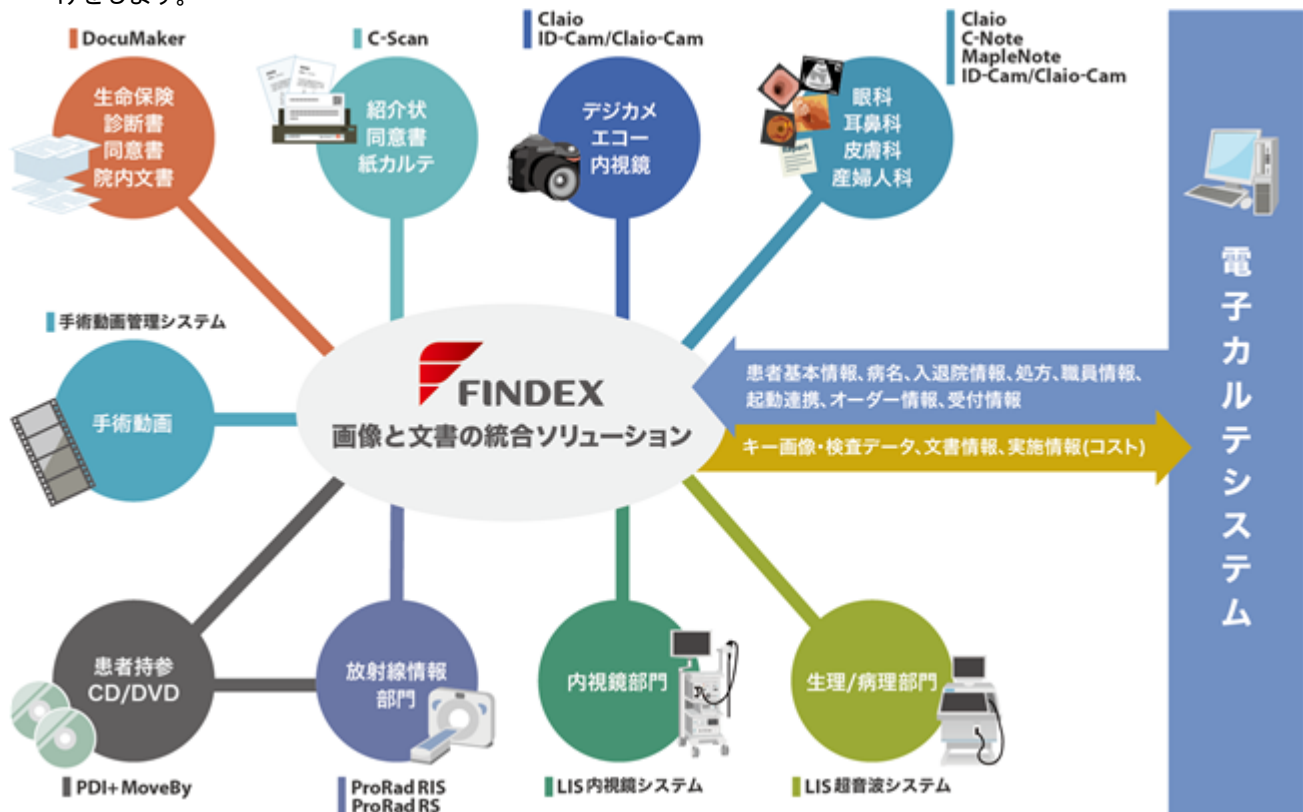 けをします。
DocuMaker
生命保険
診断書
同意書
院内文書
C-Scan
紹介状
同意書
紙カルテ
Claio
ID-Cam/Claio-Cam
デジカメ
エコー
内視鏡
Claio
C-Note
MapleNote
ID-Cam/Claio-Cam
眼科
耳鼻科
皮膚科
産婦人科
手術動画管理システム
手術動画
FINDEX
画像と文書の統合ソリューション
患者基本情報、病名、入退院情報、処方、職員情報、
起動連携、オーダー情報、受付情報
キー画像・検査データ、文書情報、実施情報(コスト)
電子カルテシステム
患者持参
CD/DVD
PDI+MoveBy
放射線情報
部門
ProRad RIS
ProRad RS
内視鏡部門
LIS 内視鏡システム
生理/病理部門
LIS 超音波システム